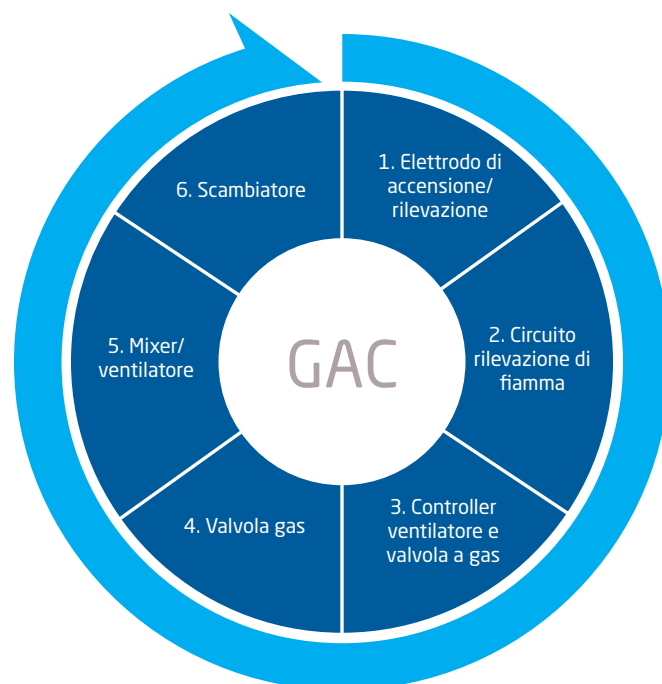 1. Elettrodo di
accensione/
rilevazione
2. Circuito
rilevazione di
fiamma
3. Controller
ventilatore e
valvola a gas
4. Valvola gas
5. Mixer/
ventilatore
6. Scambiatore
GAC